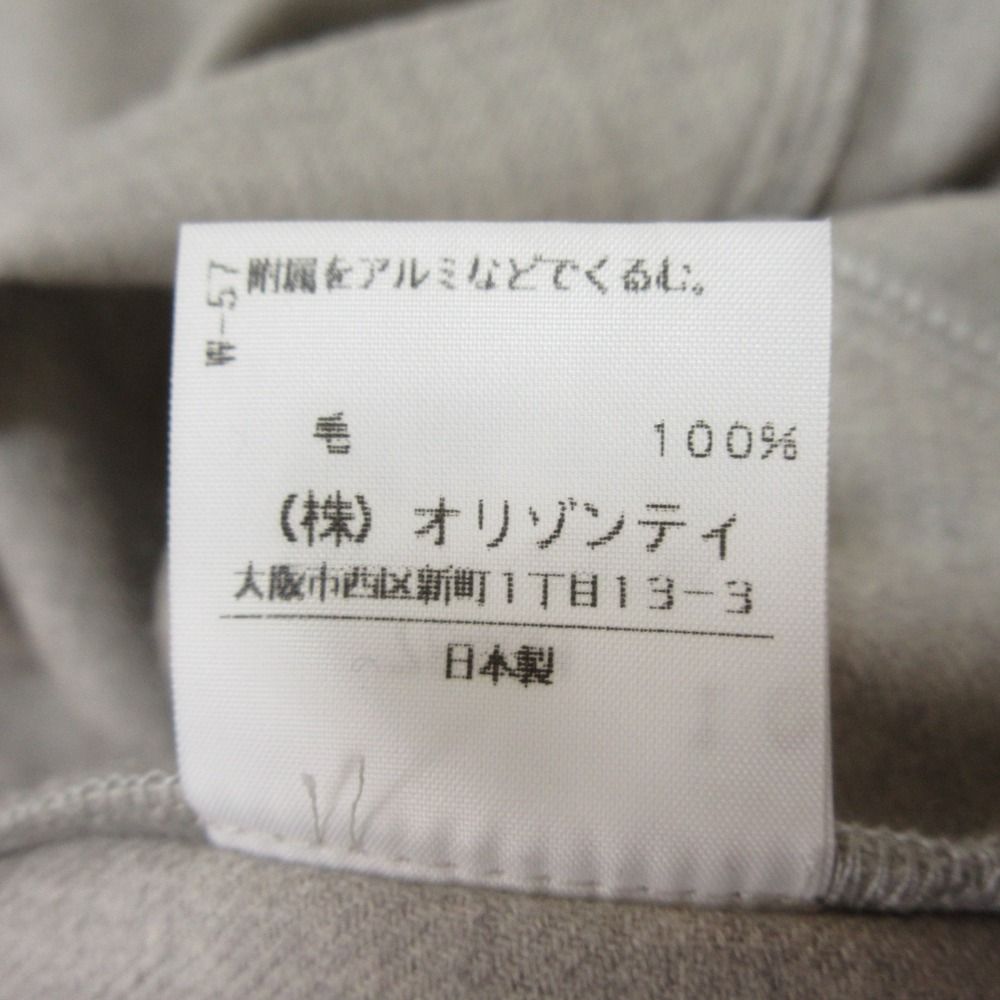 附属をアルミなどでくるむ。
W-57
毛 100%
(株)オリゾンティ
大阪市西区新町1丁目13-3
日本製